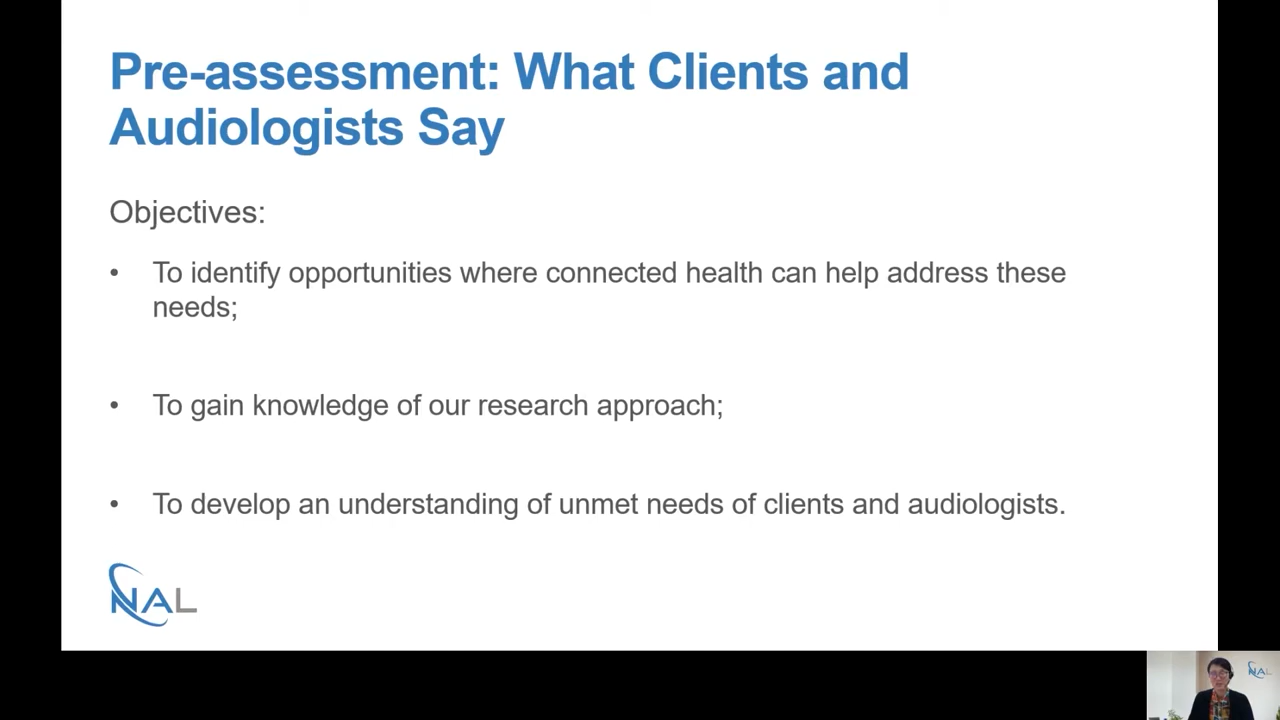 Pre-assessment: What Clients and
Audiologists Say
Objectives:
• To identify opportunities where connected health can help address these
needs;
• To gain knowledge of our research approach;
• To develop an understanding of unmet needs of clients and audiologists.
NAL
NAL